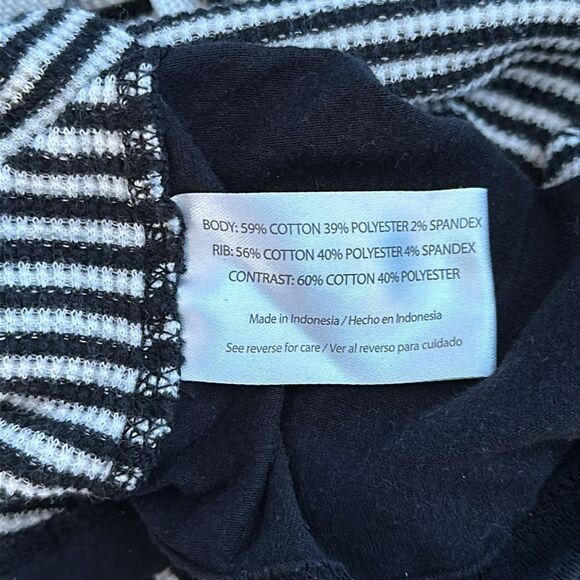 BODY: 59% COTTON 39% POLYESTER 2% SPANDEX
RIB: 56% COTTON 40% POLYESTER 4% SPANDEX
CONTRAST: 60% COTTON 40% POLYESTER
Made in Indonesia / Hecho en Indonesia
See reverse for care / Ver al reverso para cuidado